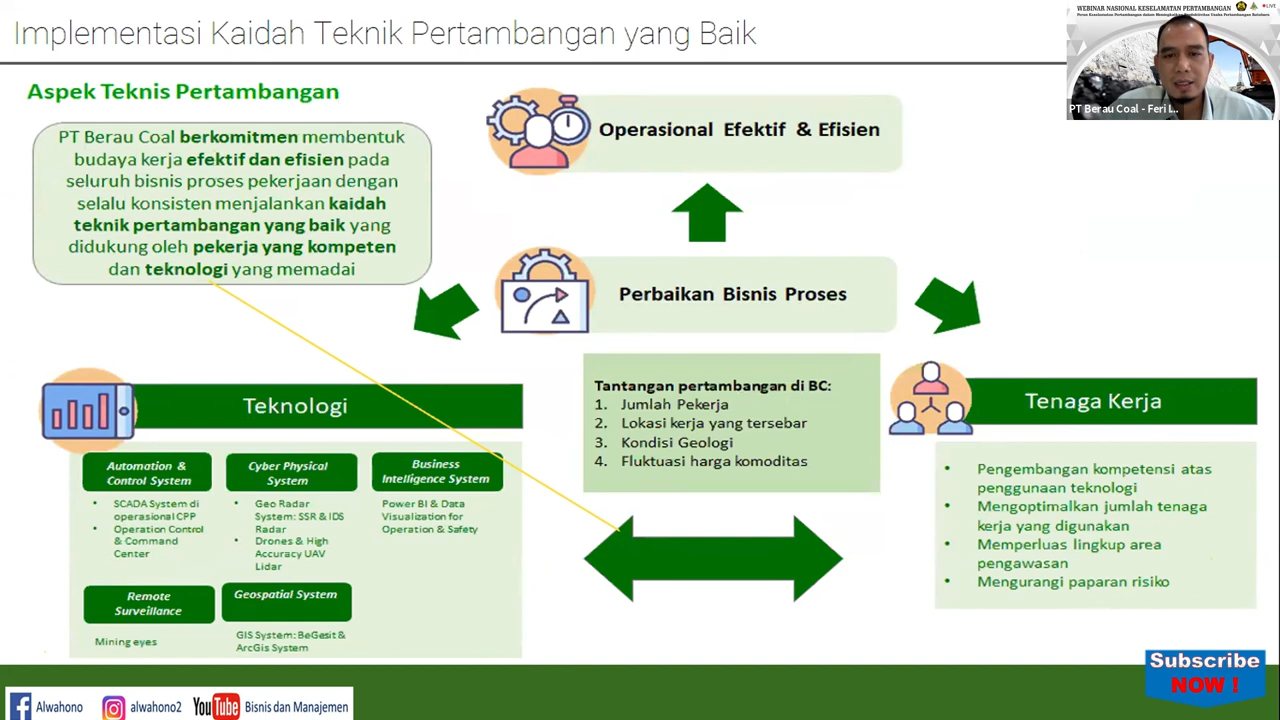 Implementasi Kaidah Teknik Pertambangan yang Baik
WEBINAR NASIONAL KESELAMATAN PERTAMBANGAN
LIVE
PT Berau Coal - Feri I...
Aspek Teknis Pertambangan
PT Berau Coal berkomitmen membentuk
budaya kerja efektif dan efisien pada
seluruh bisnis proses pekerjaan dengan
selalu konsisten menjalankan kaidah
teknik pertambangan yang baik yang
didukung oleh pekerja yang kompeten
dan teknologi yang memadai
Operasional Efektif & Efisien
Perbaikan Bisnis Proses
Tantangan pertambangan di BC:
1. Jumlah Pekerja
2. Lokasi kerja yang tersebar
3. Kondisi Geologi
4. Fluktuasi harga komoditas
Teknologi
Automation &
Control System
• SCADA System di
operasional CPP
• Operation Control
& Command
Center
Cyber Physical
System
• Geo Radar
System: SSR & IDS
Radar
• Drones & High
Accuracy UAV
Lidar
Business
Intelligence System
Power BI & Data
Visualization for
Operation & Safety
Remote
Surveillance
Mining eyes
Geospatial System
GIS System: BeGesit &
ArcGis System
Tenaga Kerja
• Pengembangan kompetensi atas
penggunaan teknologi
• Mengoptimalkan jumlah tenaga
kerja yang digunakan
• Memperluas lingkup area
pengawasan
• Mengurangi paparan risiko
Subscribe
NOW !
Alwahono
alwahono2
YouTube
Bisnis dan Manajemen